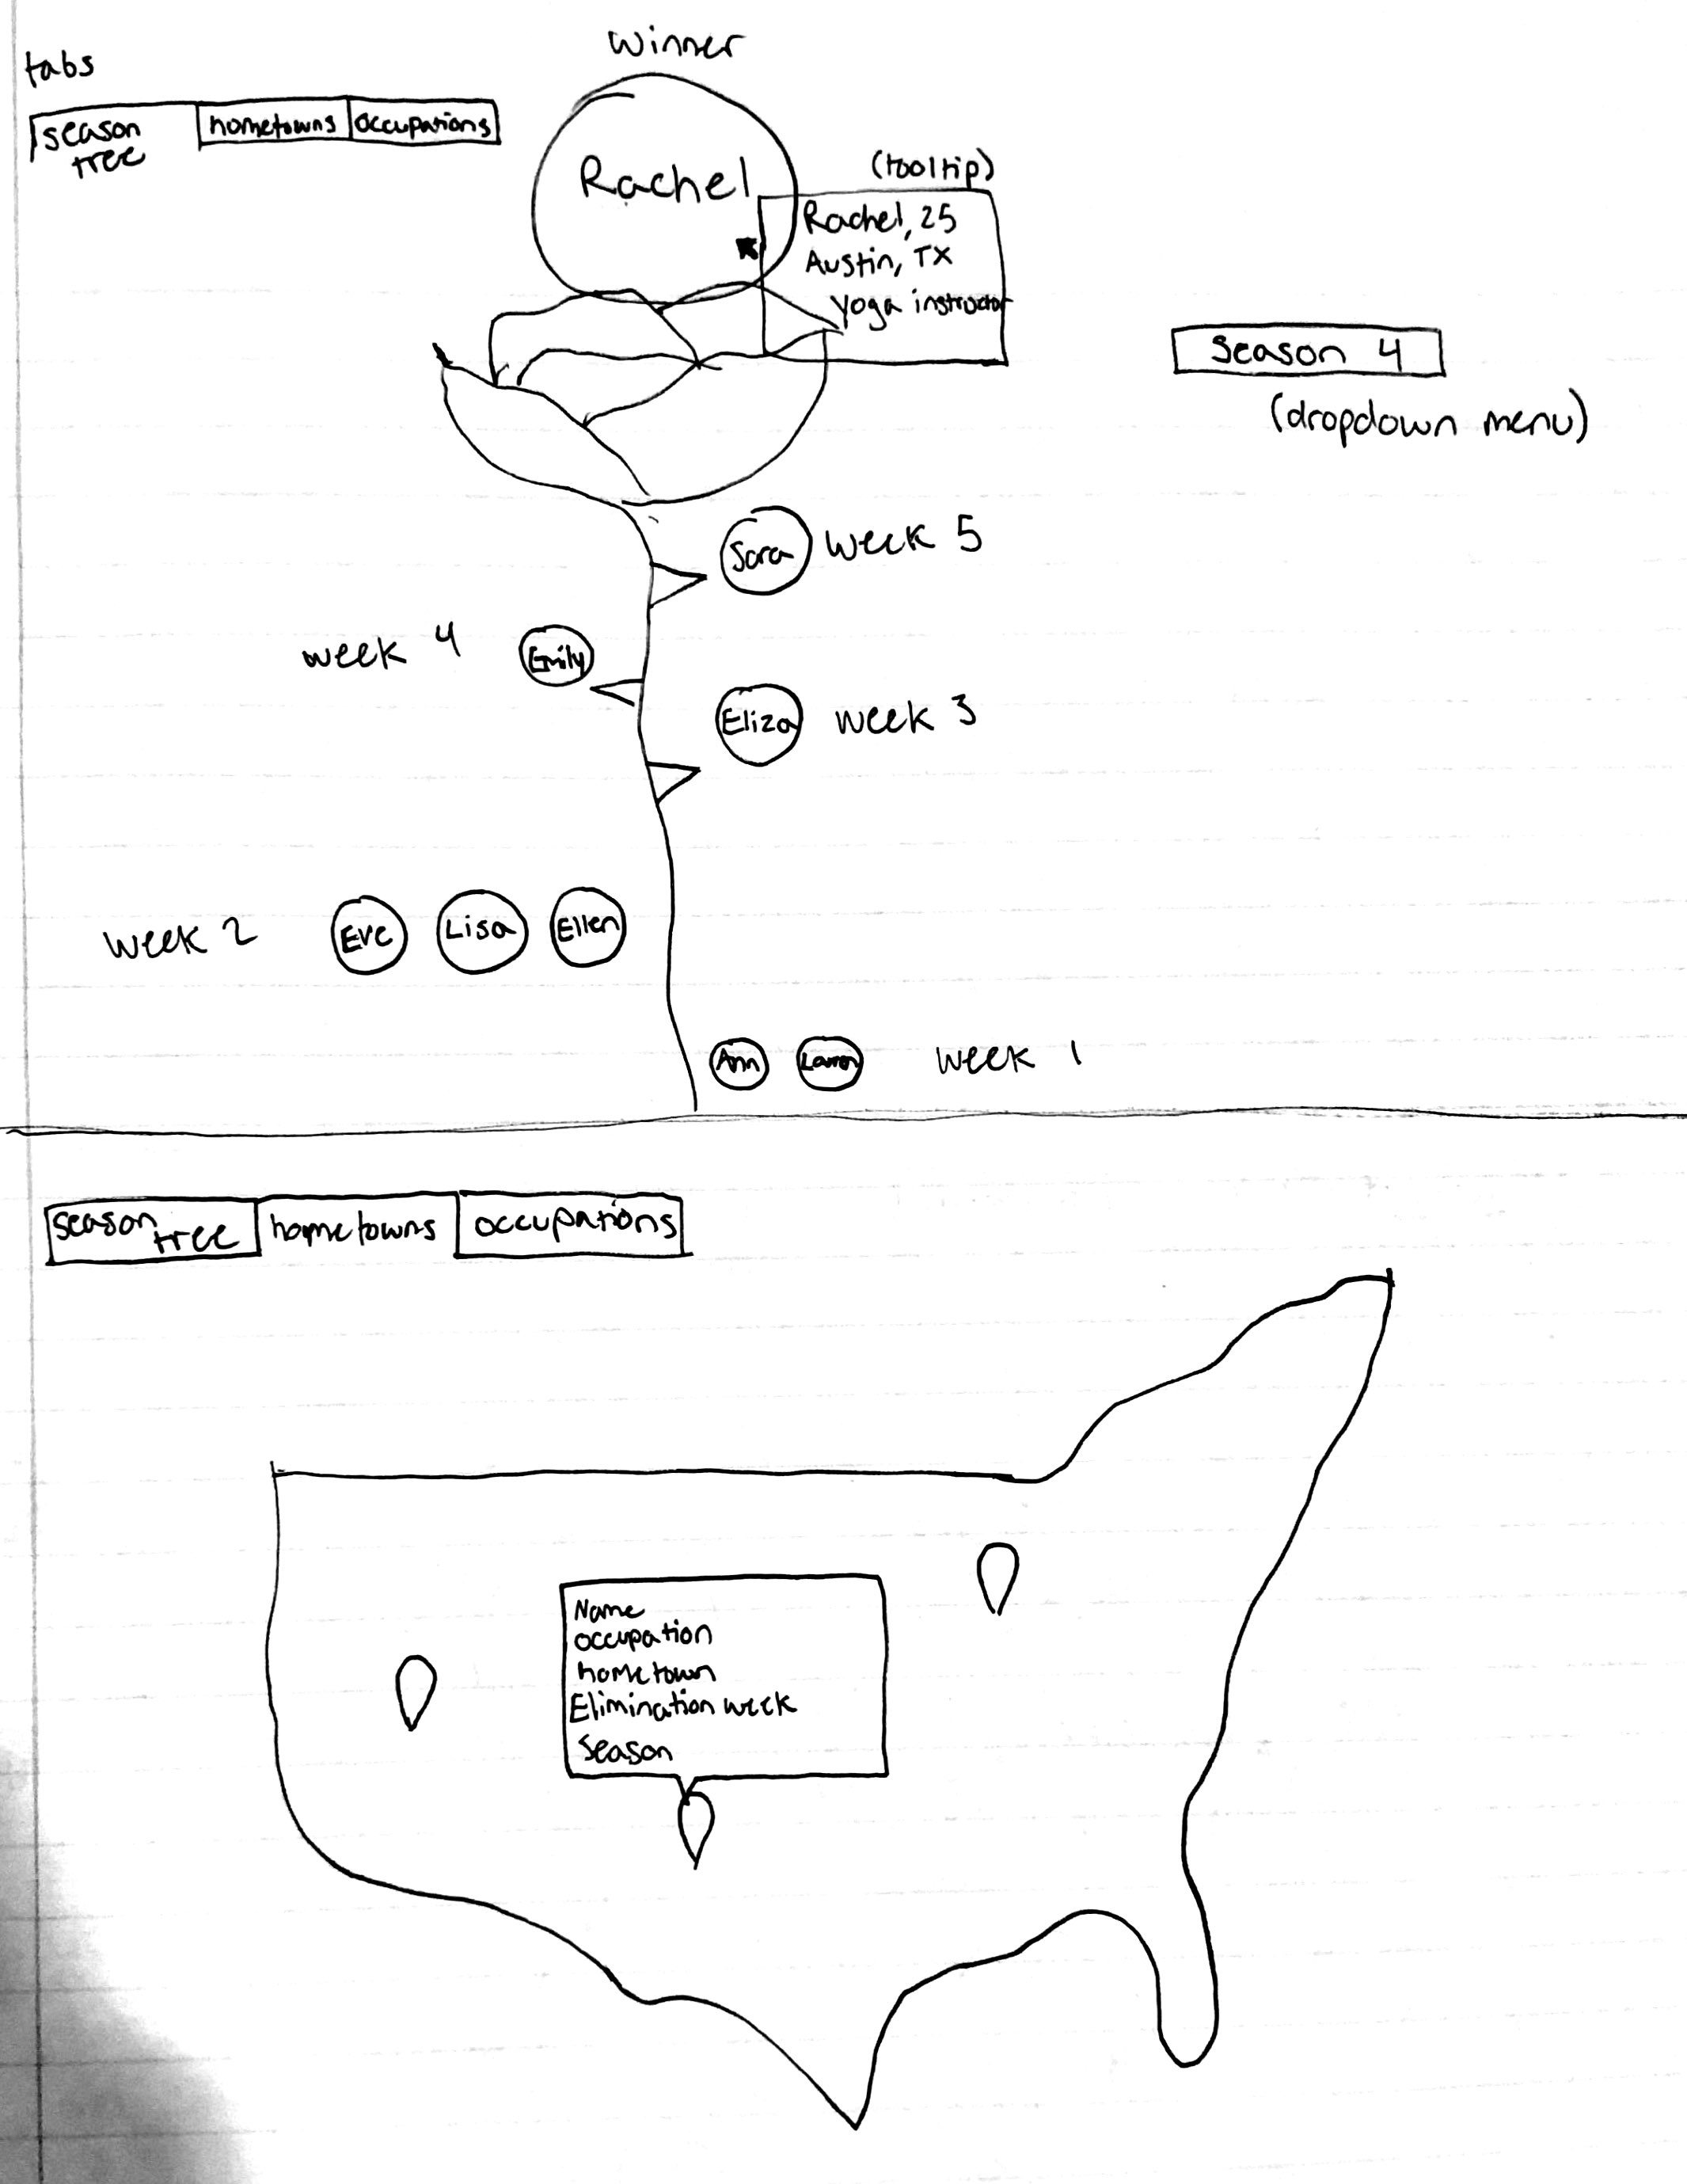 Winner
tabs
season
tree
hometowns
occupations
Rachel
(tooltip)
Rachel, 25
Austin, TX
yoga instructor
Season 4
(dropdown menu)
Sara
week 5
week 4
Emily
Eliza
week 3
week 2
Eve
Lisa
Ellen
Ann
Lauren
week 1
season
tree
hometowns
occupations
Name
occupation
hometown
Elimination week
Season